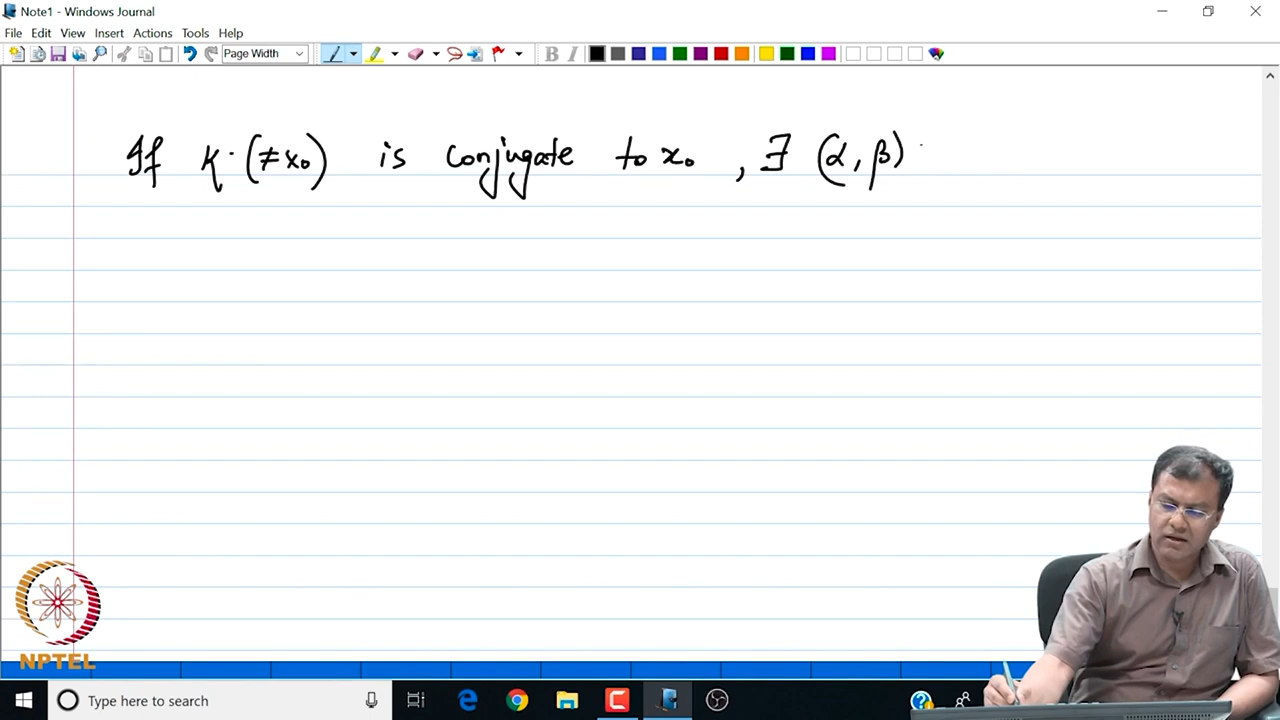 Note1 - Windows Journal
File Edit View Insert Actions Tools Help
Page Width
B I
If K (≠x₀) is conjugate to x₀, ∃ (α, β)
NPTEL
Type here to search